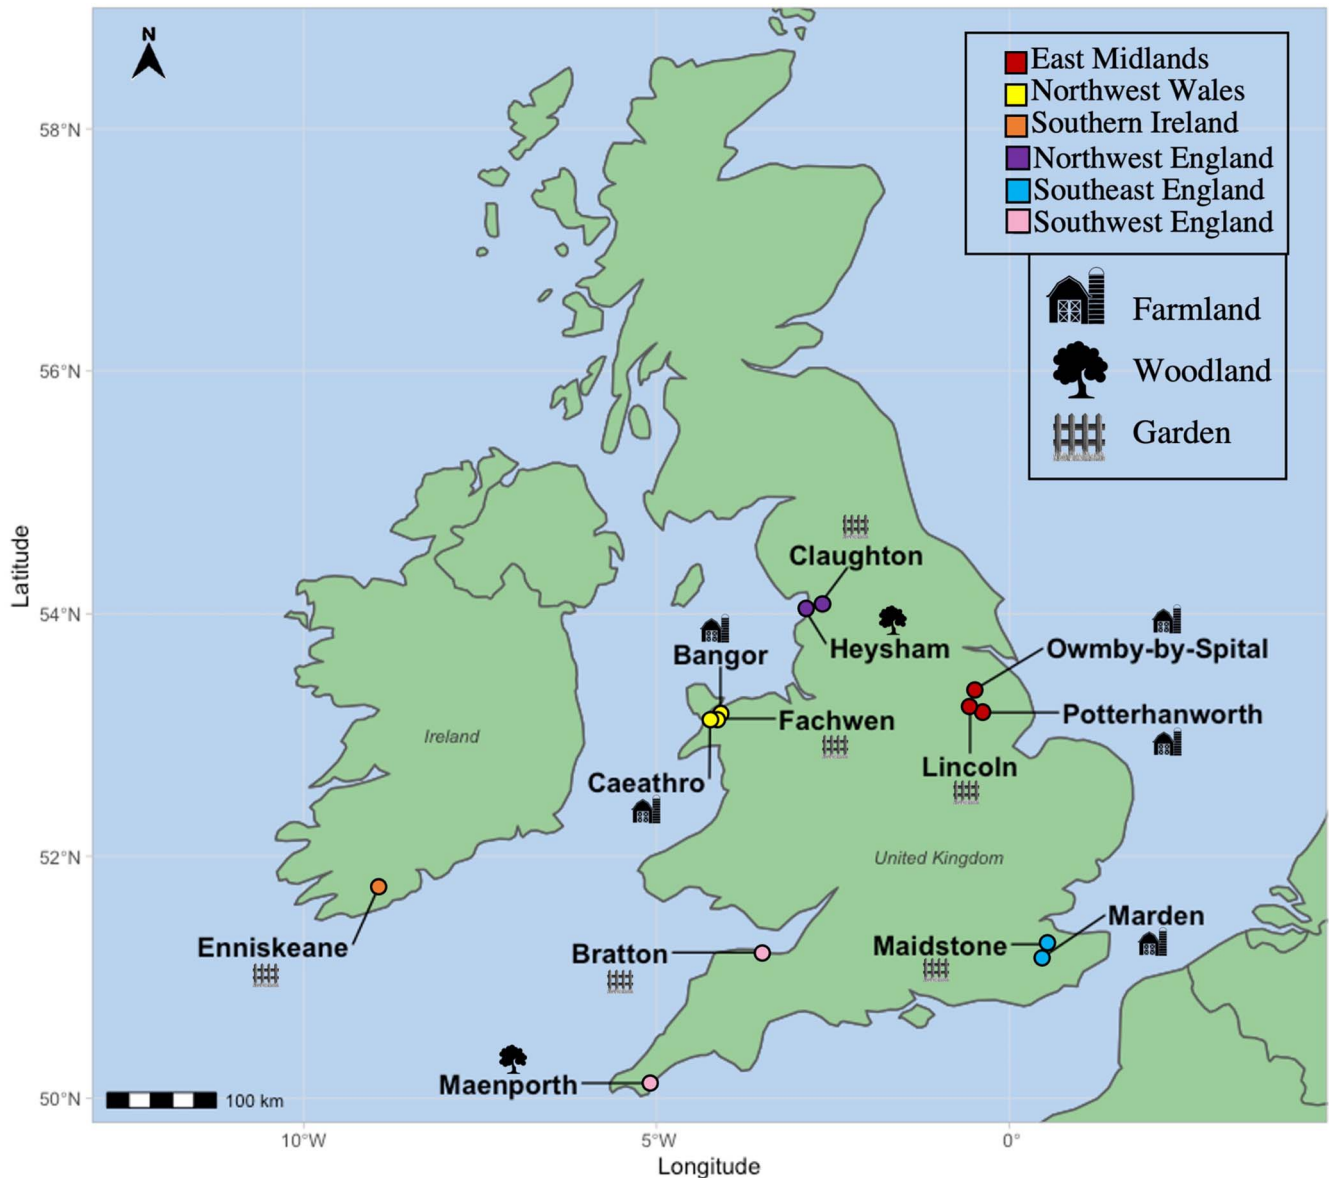 N
East Midlands
Northwest Wales
Southern Ireland
Northwest England
Southeast England
Southwest England
Farmland
Woodland
Garden
58°N
56°N
54°N
52°N
50°N
Latitude
Claughton
Heysham
Owmby-by-Spital
Bangor
Potterhanworth
Fachwen
Ireland
Lincoln
Caeathro
United Kingdom
Marden
Enniskeane
Bratton
Maidstone
Maenporth
100 km
10°W
5°W
0°
Longitude